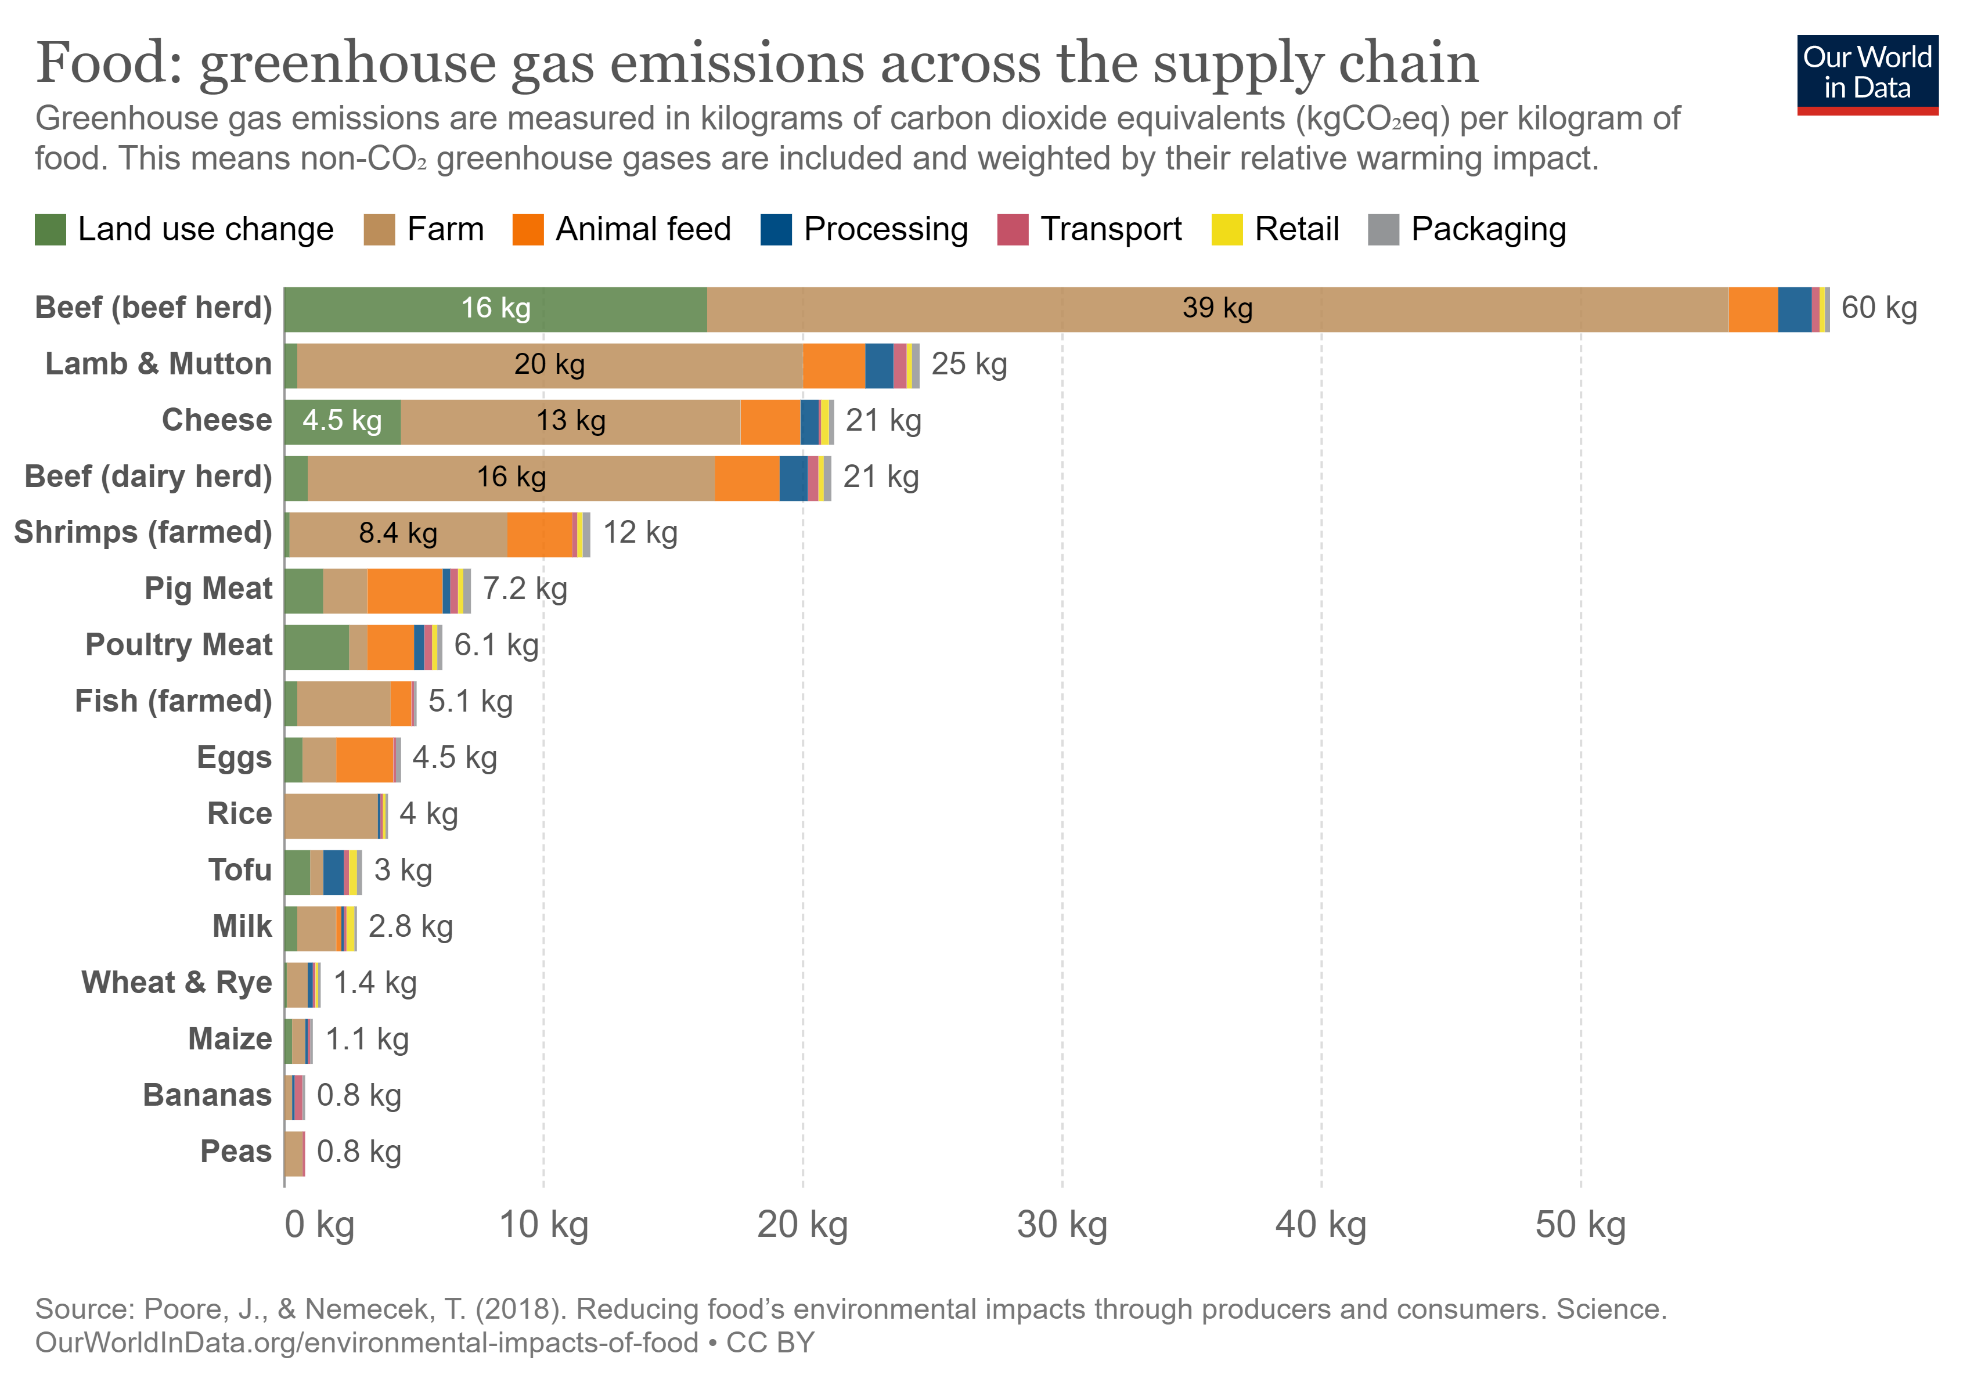 Food: greenhouse gas emissions across the supply chain
Our World
in Data
Greenhouse gas emissions are measured in kilograms of carbon dioxide equivalents (kgCO₂eq) per kilogram of
food. This means non-CO₂ greenhouse gases are included and weighted by their relative warming impact.
Land use change Farm Animal feed Processing Transport Retail Packaging
Beef (beef herd) 16 kg 39 kg 60 kg
Lamb & Mutton 20 kg 25 kg
Cheese 4.5 kg 13 kg 21 kg
Beef (dairy herd) 16 kg 21 kg
Shrimps (farmed) 8.4 kg 12 kg
Pig Meat 7.2 kg
Poultry Meat 6.1 kg
Fish (farmed) 5.1 kg
Eggs 4.5 kg
Rice 4 kg
Tofu 3 kg
Milk 2.8 kg
Wheat & Rye 1.4 kg
Maize 1.1 kg
Bananas 0.8 kg
Peas 0.8 kg
0 kg 10 kg 20 kg 30 kg 40 kg 50 kg
Source: Poore, J., & Nemecek, T. (2018). Reducing food’s environmental impacts through producers and consumers. Science.
OurWorldInData.org/environmental-impacts-of-food • CC BY